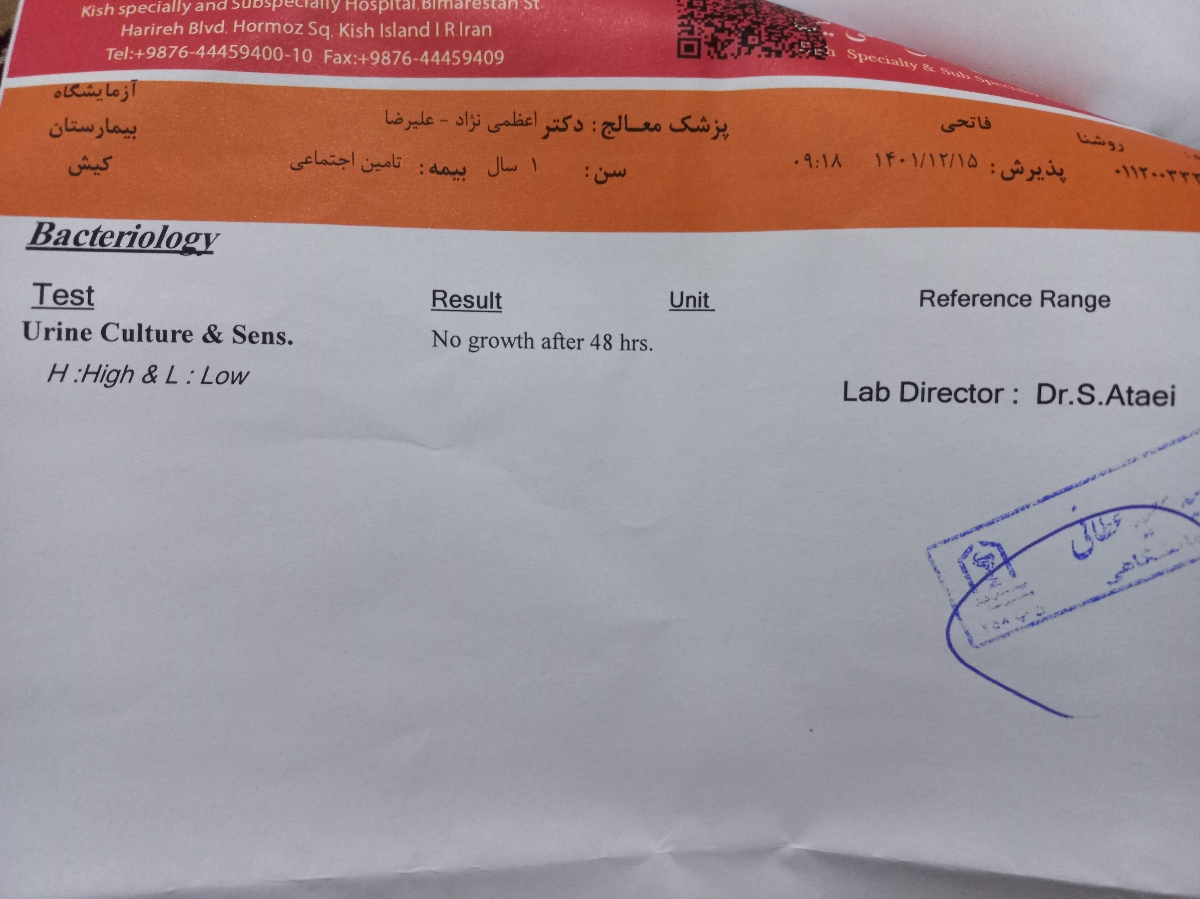 Kish specially and Subspecially Hospital, Bimarestan St
Harireh Blvd, Hormoz Sq, Kish Island I R Iran
Tel:+9876-44459400-10 Fax:+9876-44459409
Specialty & Sub
آزمایشگاه
بیمارستان
کیش
روشنا فاتحی پزشک معالج: دکتر اعظمی نژاد - علیرضا
پذیرش: ۱۴۰۱/۱۲/۱۵ ۰۹:۱۸ سن: ۱ سال بیمه: تامین اجتماعی
Bacteriology
Test Result Unit Reference Range
Urine Culture & Sens. No growth after 48 hrs.
H :High & L : Low
Lab Director : Dr.S.Ataei
عطائی